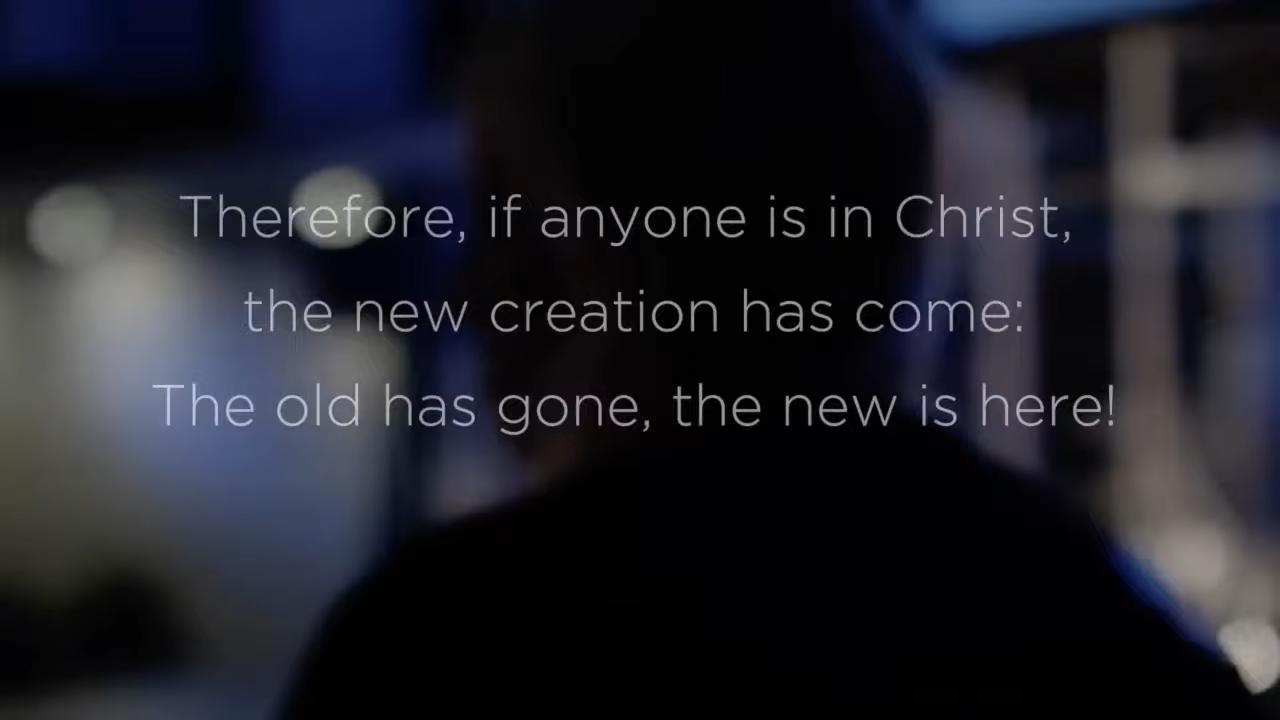 Therefore, if anyone is in Christ,
the new creation has come:
The old has gone, the new is here!